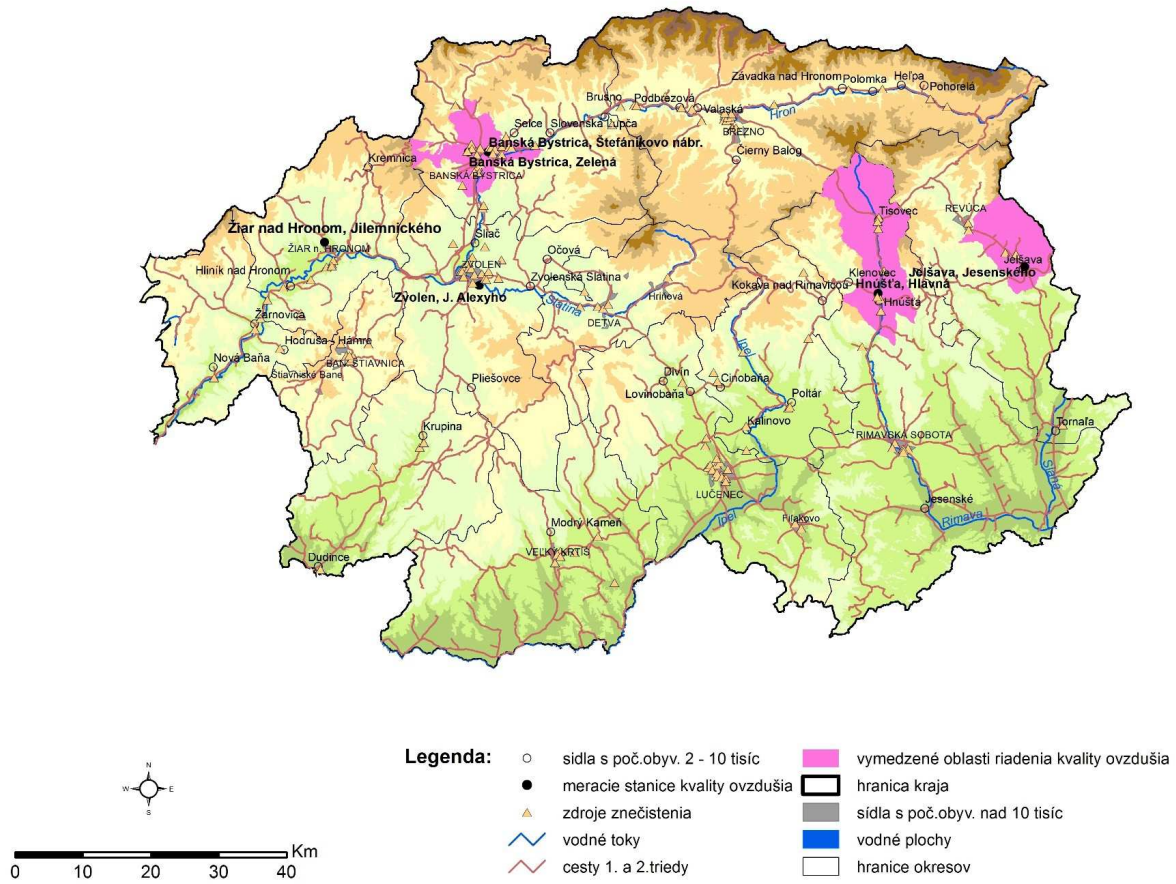 Závadka nad Hronom
Polomka
Heľpa
Pohorelá
Brusno
Podbrezová
Valaská
Hron
BREZNO
Selce
Slovenská Ľupča
Banská Bystrica, Štefánikovo nábr.
Banská Bystrica, Zelená
BANSKÁ BYSTRICA
Kremnica
Čierny Balog
Tisovec
REVÚCA
Žiar nad Hronom, Jilemnického
ŽIAR n. HRONOM
Sliač
Očová
Hliník nad Hronom
ZVOLEN
Zvolenská Slatina
Zvolen, J. Alexyho
Slatina
Hriňová
DETVA
Kokava nad Rimavicou
Klenovec
Jelšava
Jelšava, Jesenského
Hnúšťa, Hlavná
Hnúšťa
Žarnovica
Hodruša - Hámre
BAN. ŠTIAVNICA
Štiavnické Bane
Nová Baňa
Pliešovce
Divín
Cinobaňa
Lovinobaňa
Ipeľ
Poltár
Kalinovo
Krupina
RIMAVSKÁ SOBOTA
Tornaľa
Slaná
LUČENEC
Ipeľ
Jesenské
Rimava
Fiľakovo
Modrý Kameň
VEĽKÝ KRTÍŠ
Dudince
Legenda:
sidla s poč.obyv. 2 - 10 tisíc
meracie stanice kvality ovzdušia
zdroje znečistenia
vodné toky
cesty 1. a 2.triedy
vymedzené oblasti riadenia kvality ovzdušia
hranica kraja
sídla s poč.obyv. nad 10 tisíc
vodné plochy
hranice okresov
N
W E
S
Km
0 10 20 30 40